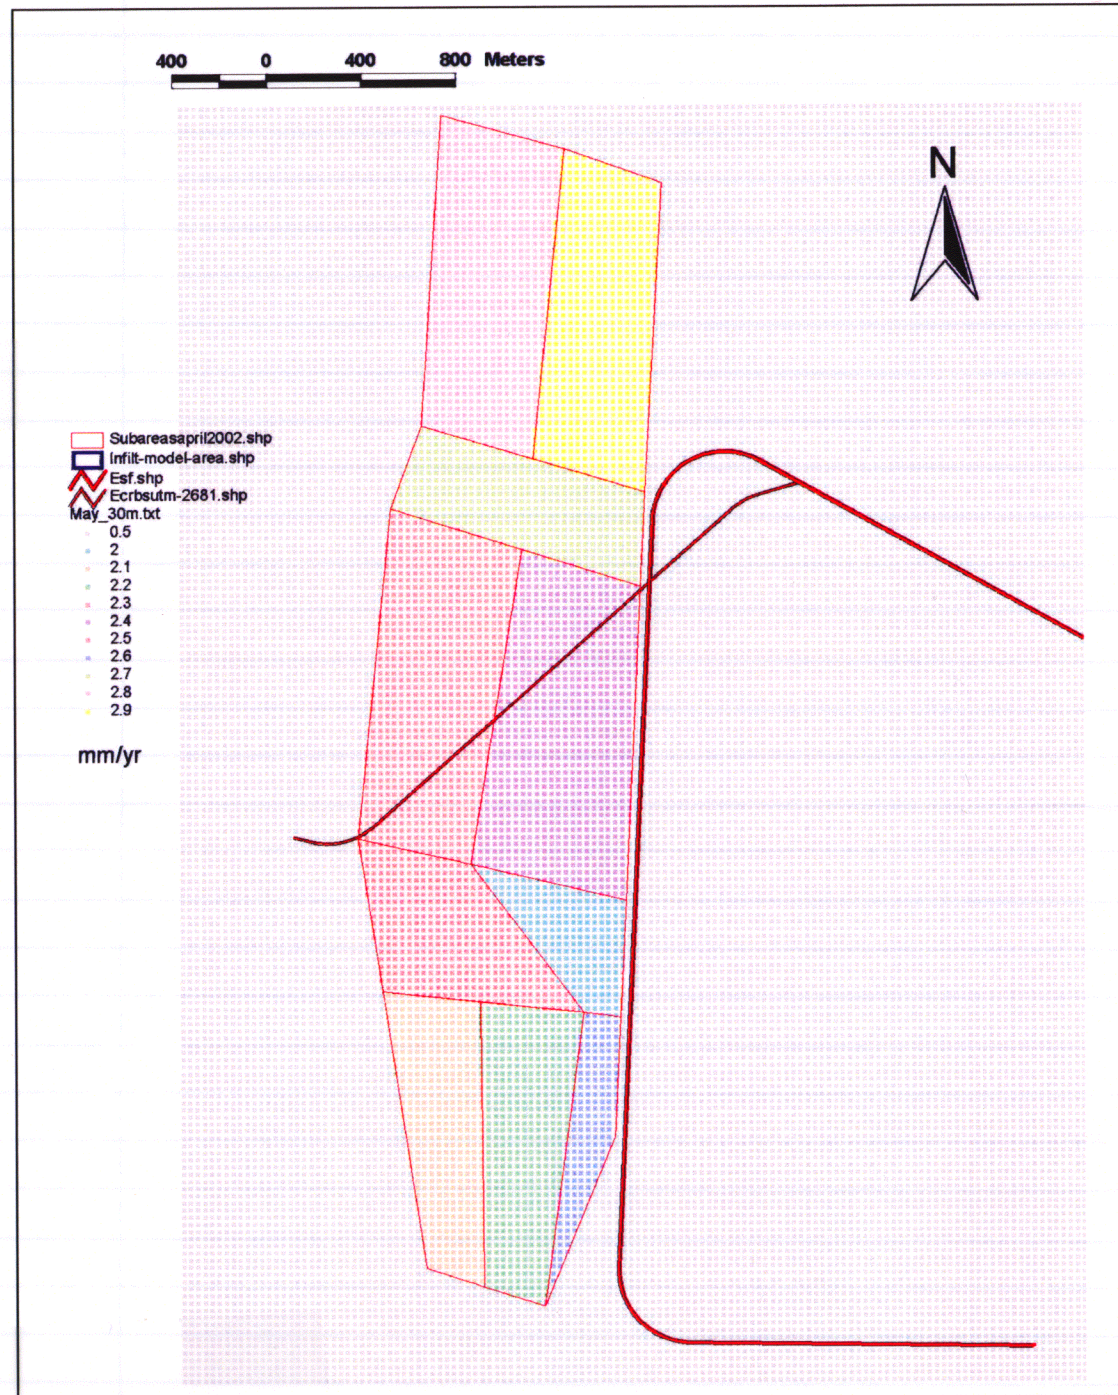 400 0 400 800 Meters
N
Subareasapril2002.shp
Infilt-model-area.shp
Esf.shp
Ecrbsutm-2681.shp
May_30m.txt
0.5
2
2.1
2.2
2.3
2.4
2.5
2.6
2.7
2.8
2.9
mm/yr